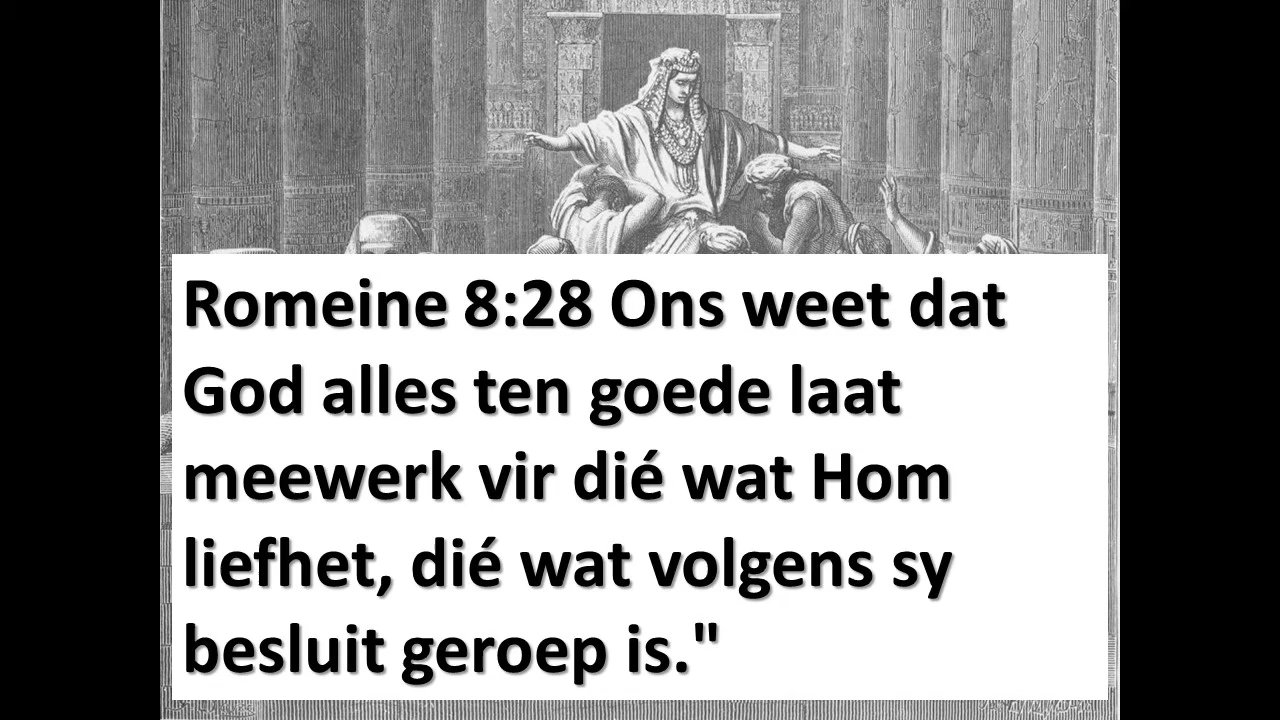 Romeine 8:28 Ons weet dat
God alles ten goede laat
meewerk vir dié wat Hom
liefhet, dié wat volgens sy
besluit geroep is."